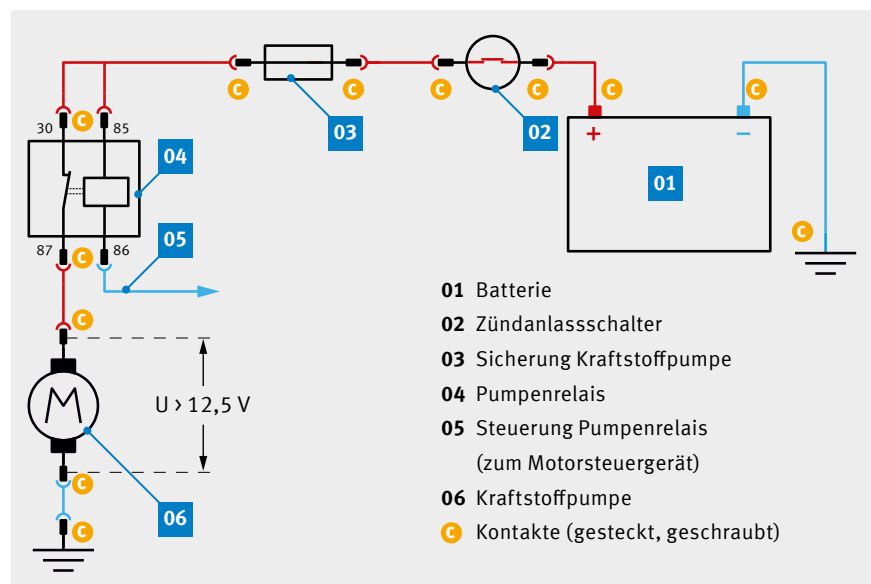 C C C C C C
03 02
+ −
30 C 85
04
01
87 C 86 05
C
C
U > 12,5 V
C
06
C
01 Batterie
02 Zündanlassschalter
03 Sicherung Kraftstoffpumpe
04 Pumpenrelais
05 Steuerung Pumpenrelais
(zum Motorsteuergerät)
06 Kraftstoffpumpe
C Kontakte (gesteckt, geschraubt)
M